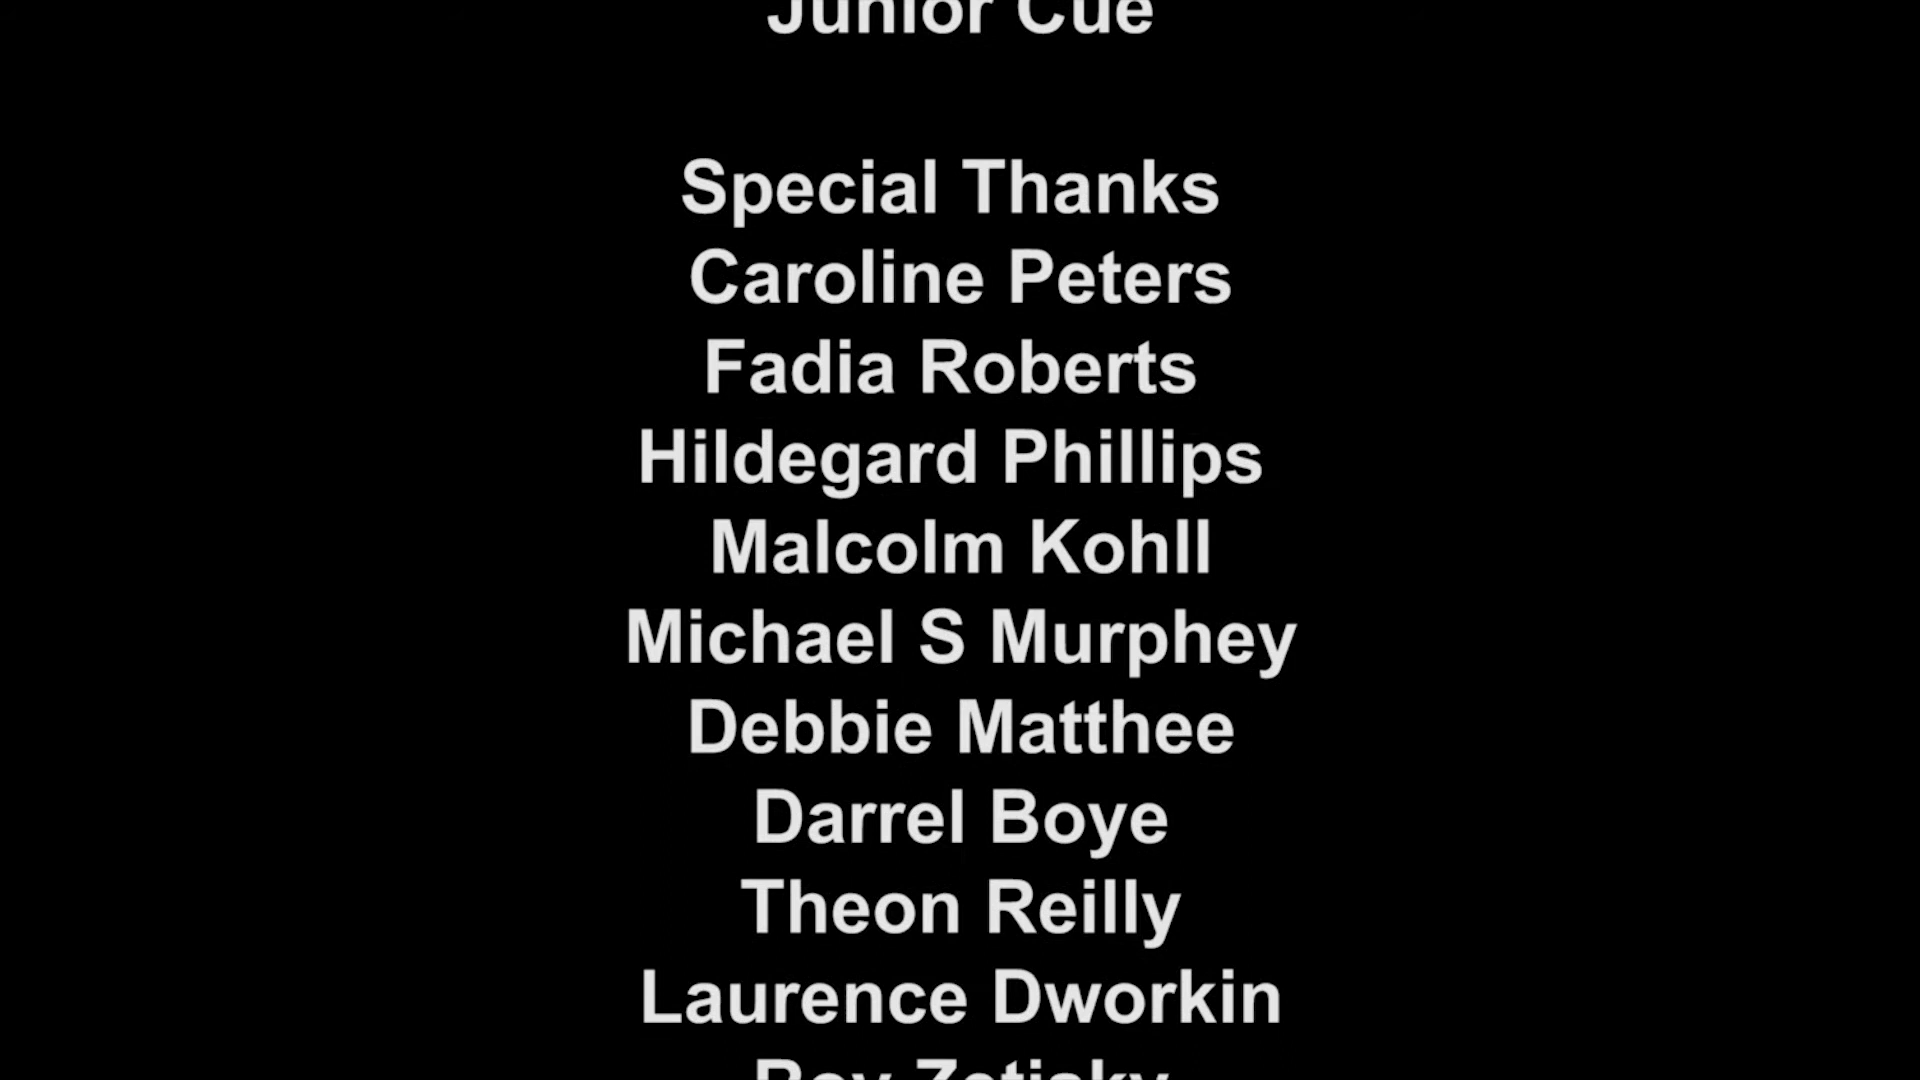 Junior Cue
Special Thanks
Caroline Peters
Fadia Roberts
Hildegard Phillips
Malcolm Kohll
Michael S Murphey
Debbie Matthee
Darrel Boye
Theon Reilly
Laurence Dworkin